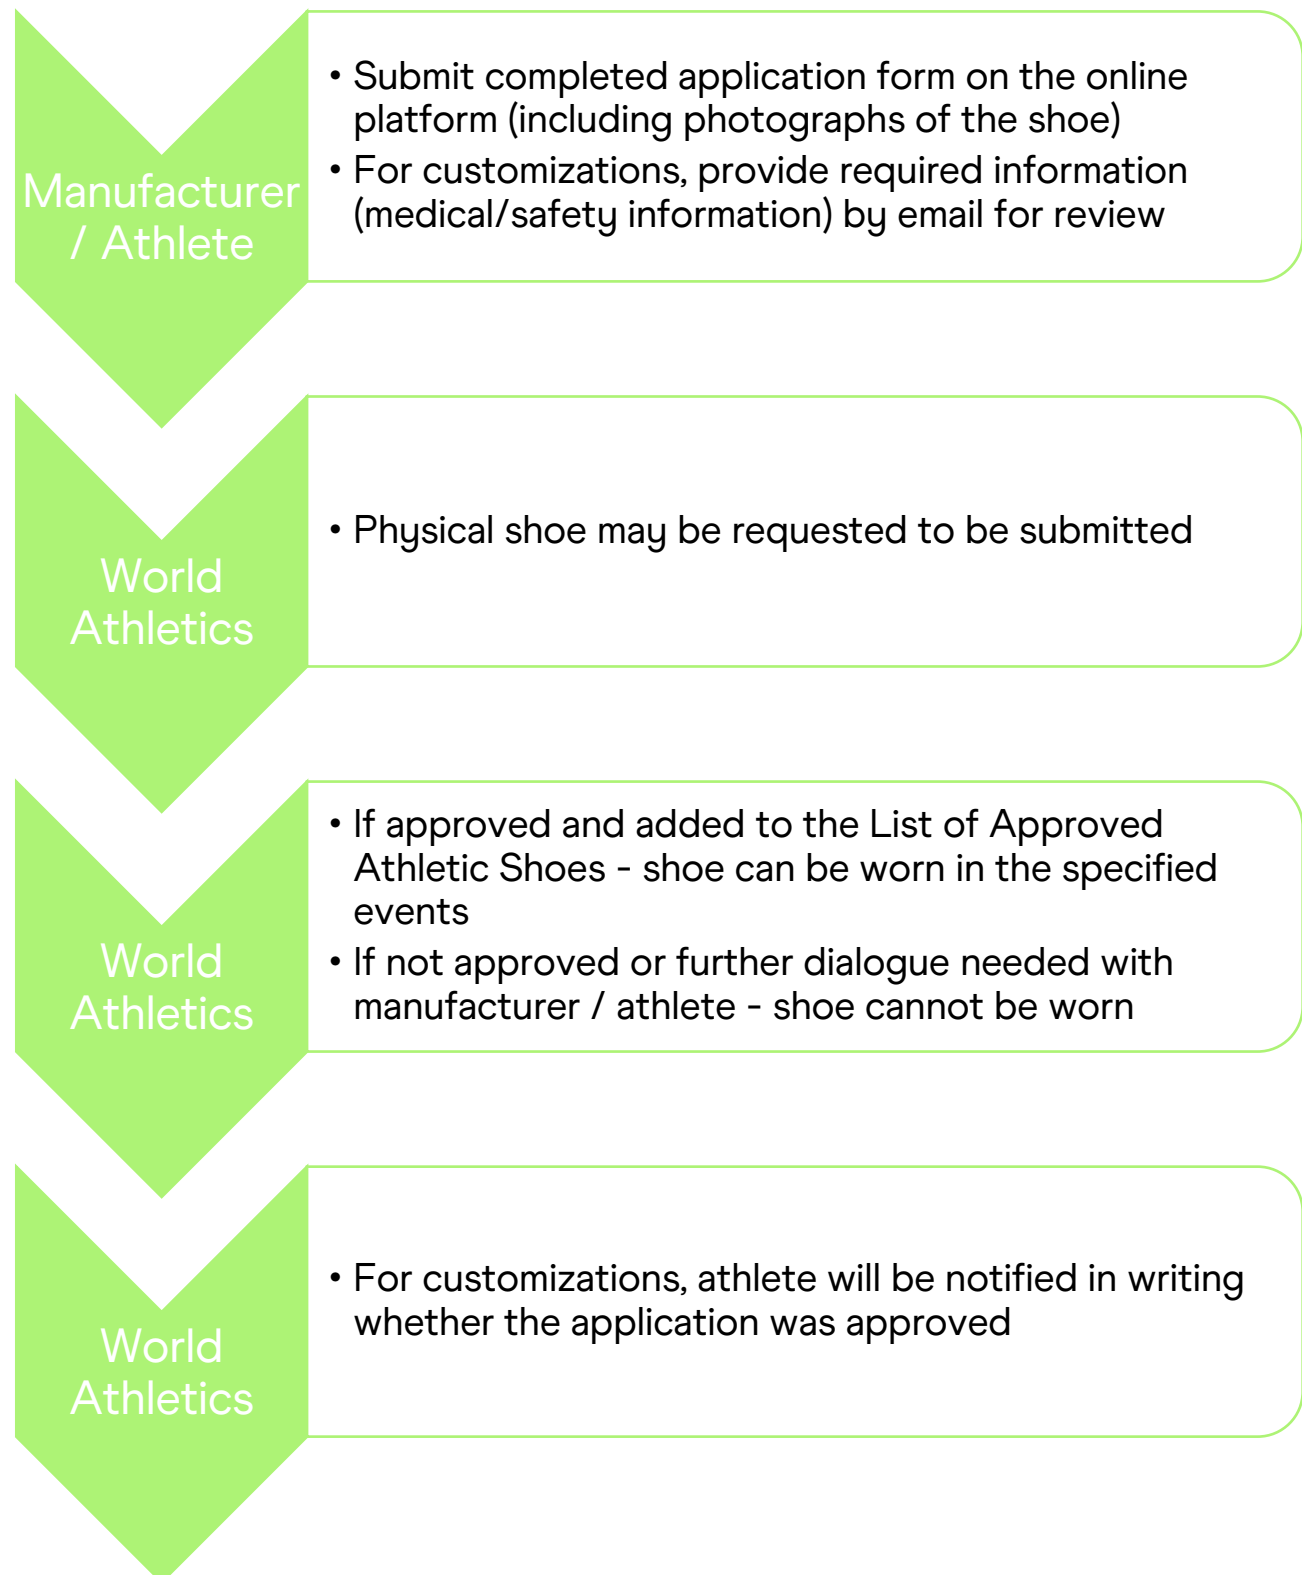 Manufacturer
/ Athlete
• Submit completed application form on the online
platform (including photographs of the shoe)
• For customizations, provide required information
(medical/safety information) by email for review
World
Athletics
• Physical shoe may be requested to be submitted
World
Athletics
• If approved and added to the List of Approved
Athletic Shoes - shoe can be worn in the specified
events
• If not approved or further dialogue needed with
manufacturer / athlete - shoe cannot be worn
World
Athletics
• For customizations, athlete will be notified in writing
whether the application was approved